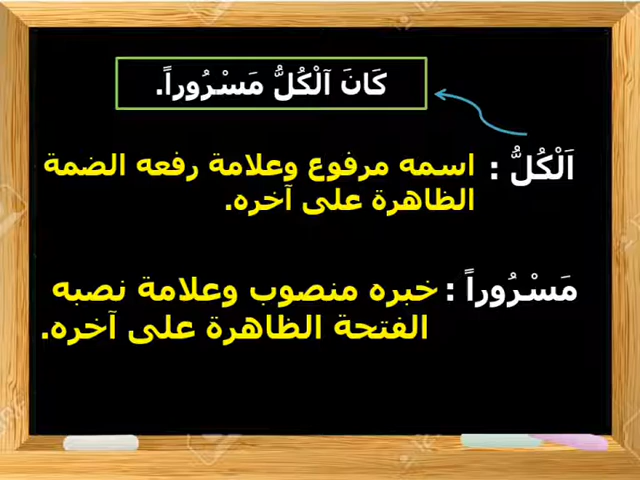 كَانَ اَلْكُلُّ مَسْرُوراً.
اَلْكُلُّ : اسمه مرفوع وعلامة رفعه الضمة
الظاهرة على آخره.
مَسْرُوراً : خبره منصوب وعلامة نصبه
الفتحة الظاهرة على آخره.